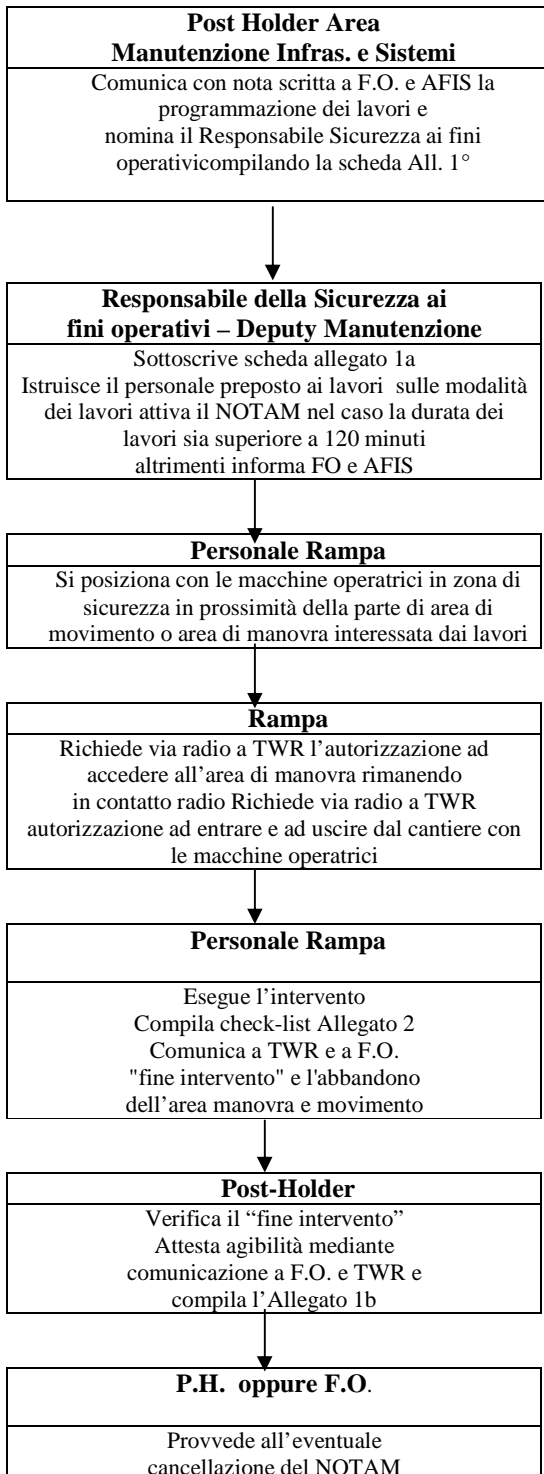 Post Holder Area
Manutenzione Infras. e Sistemi
Comunica con nota scritta a F.O. e AFIS la
programmazione dei lavori e
nomina il Responsabile Sicurezza ai fini
operativicompilando la scheda All. 1°
Responsabile della Sicurezza ai
fini operativi – Deputy Manutenzione
Sottoscrive scheda allegato 1a
Istruisce il personale preposto ai lavori sulle modalità
dei lavori attiva il NOTAM nel caso la durata dei
lavori sia superiore a 120 minuti
altrimenti informa FO e AFIS
Personale Rampa
Si posiziona con le macchine operatrici in zona di
sicurezza in prossimità della parte di area di
movimento o area di manovra interessata dai lavori
Rampa
Richiede via radio a TWR l’autorizzazione ad
accedere all’area di manovra rimanendo
in contatto radio Richiede via radio a TWR
autorizzazione ad entrare e ad uscire dal cantiere con
le macchine operatrici
Personale Rampa
Esegue l’intervento
Compila check-list Allegato 2
Comunica a TWR e a F.O.
"fine intervento" e l'abbandono
dell’area manovra e movimento
Post-Holder
Verifica il “fine intervento”
Attesta agibilità mediante
comunicazione a F.O. e TWR e
compila l’Allegato 1b
P.H. oppure F.O.
Provvede all’eventuale
cancellazione del NOTAM